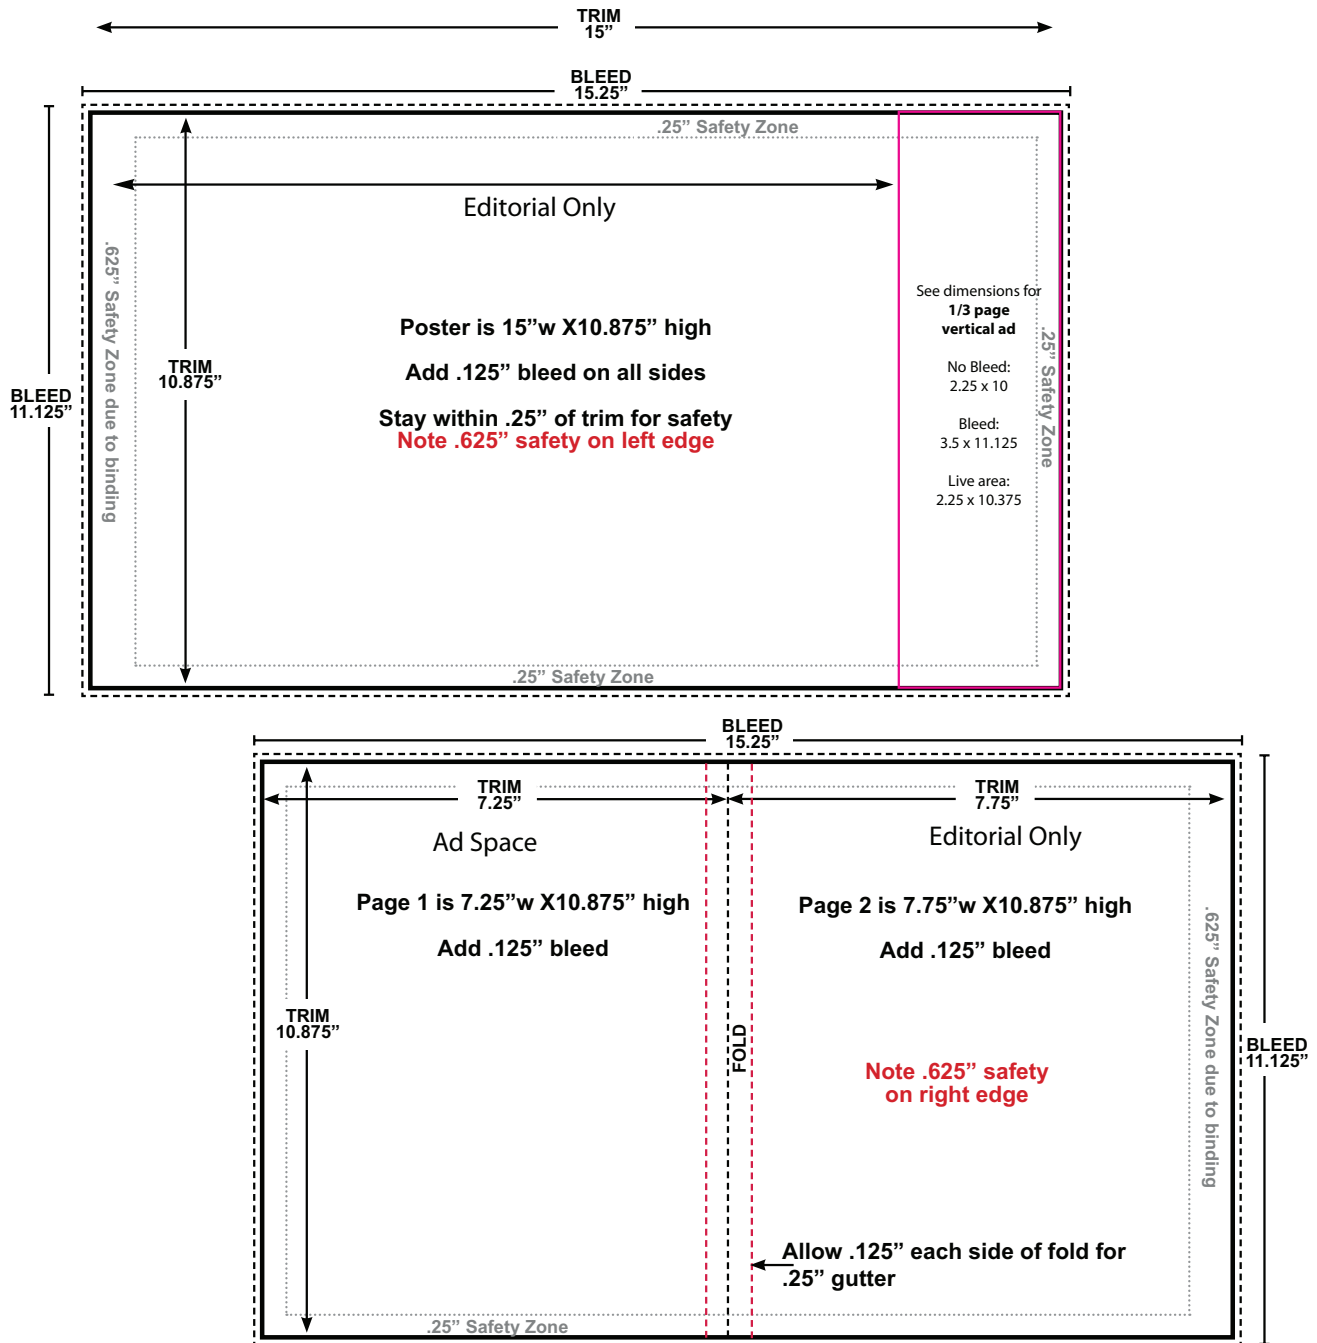 TRIM
15”
BLEED
15.25”
.25” Safety Zone
Editorial Only
.625” Safety Zone due to binding
TRIM
10.875”
BLEED
11.125”
Poster is 15”w X10.875” high
Add .125” bleed on all sides
Stay within .25” of trim for safety
Note .625” safety on left edge
See dimensions for
1/3 page
vertical ad
No Bleed:
2.25 x 10
Bleed:
3.5 x 11.125
Live area:
2.25 x 10.375
.25” Safety Zone
.25” Safety Zone
BLEED
15.25”
TRIM
7.25”
TRIM
7.75”
Ad Space
Editorial Only
Page 1 is 7.25”w X10.875” high
Add .125” bleed
Page 2 is 7.75”w X10.875” high
Add .125” bleed
TRIM
10.875”
FOLD
Note .625” safety
on right edge
.625” Safety Zone due to binding
BLEED
11.125”
Allow .125” each side of fold for
.25” gutter
.25” Safety Zone